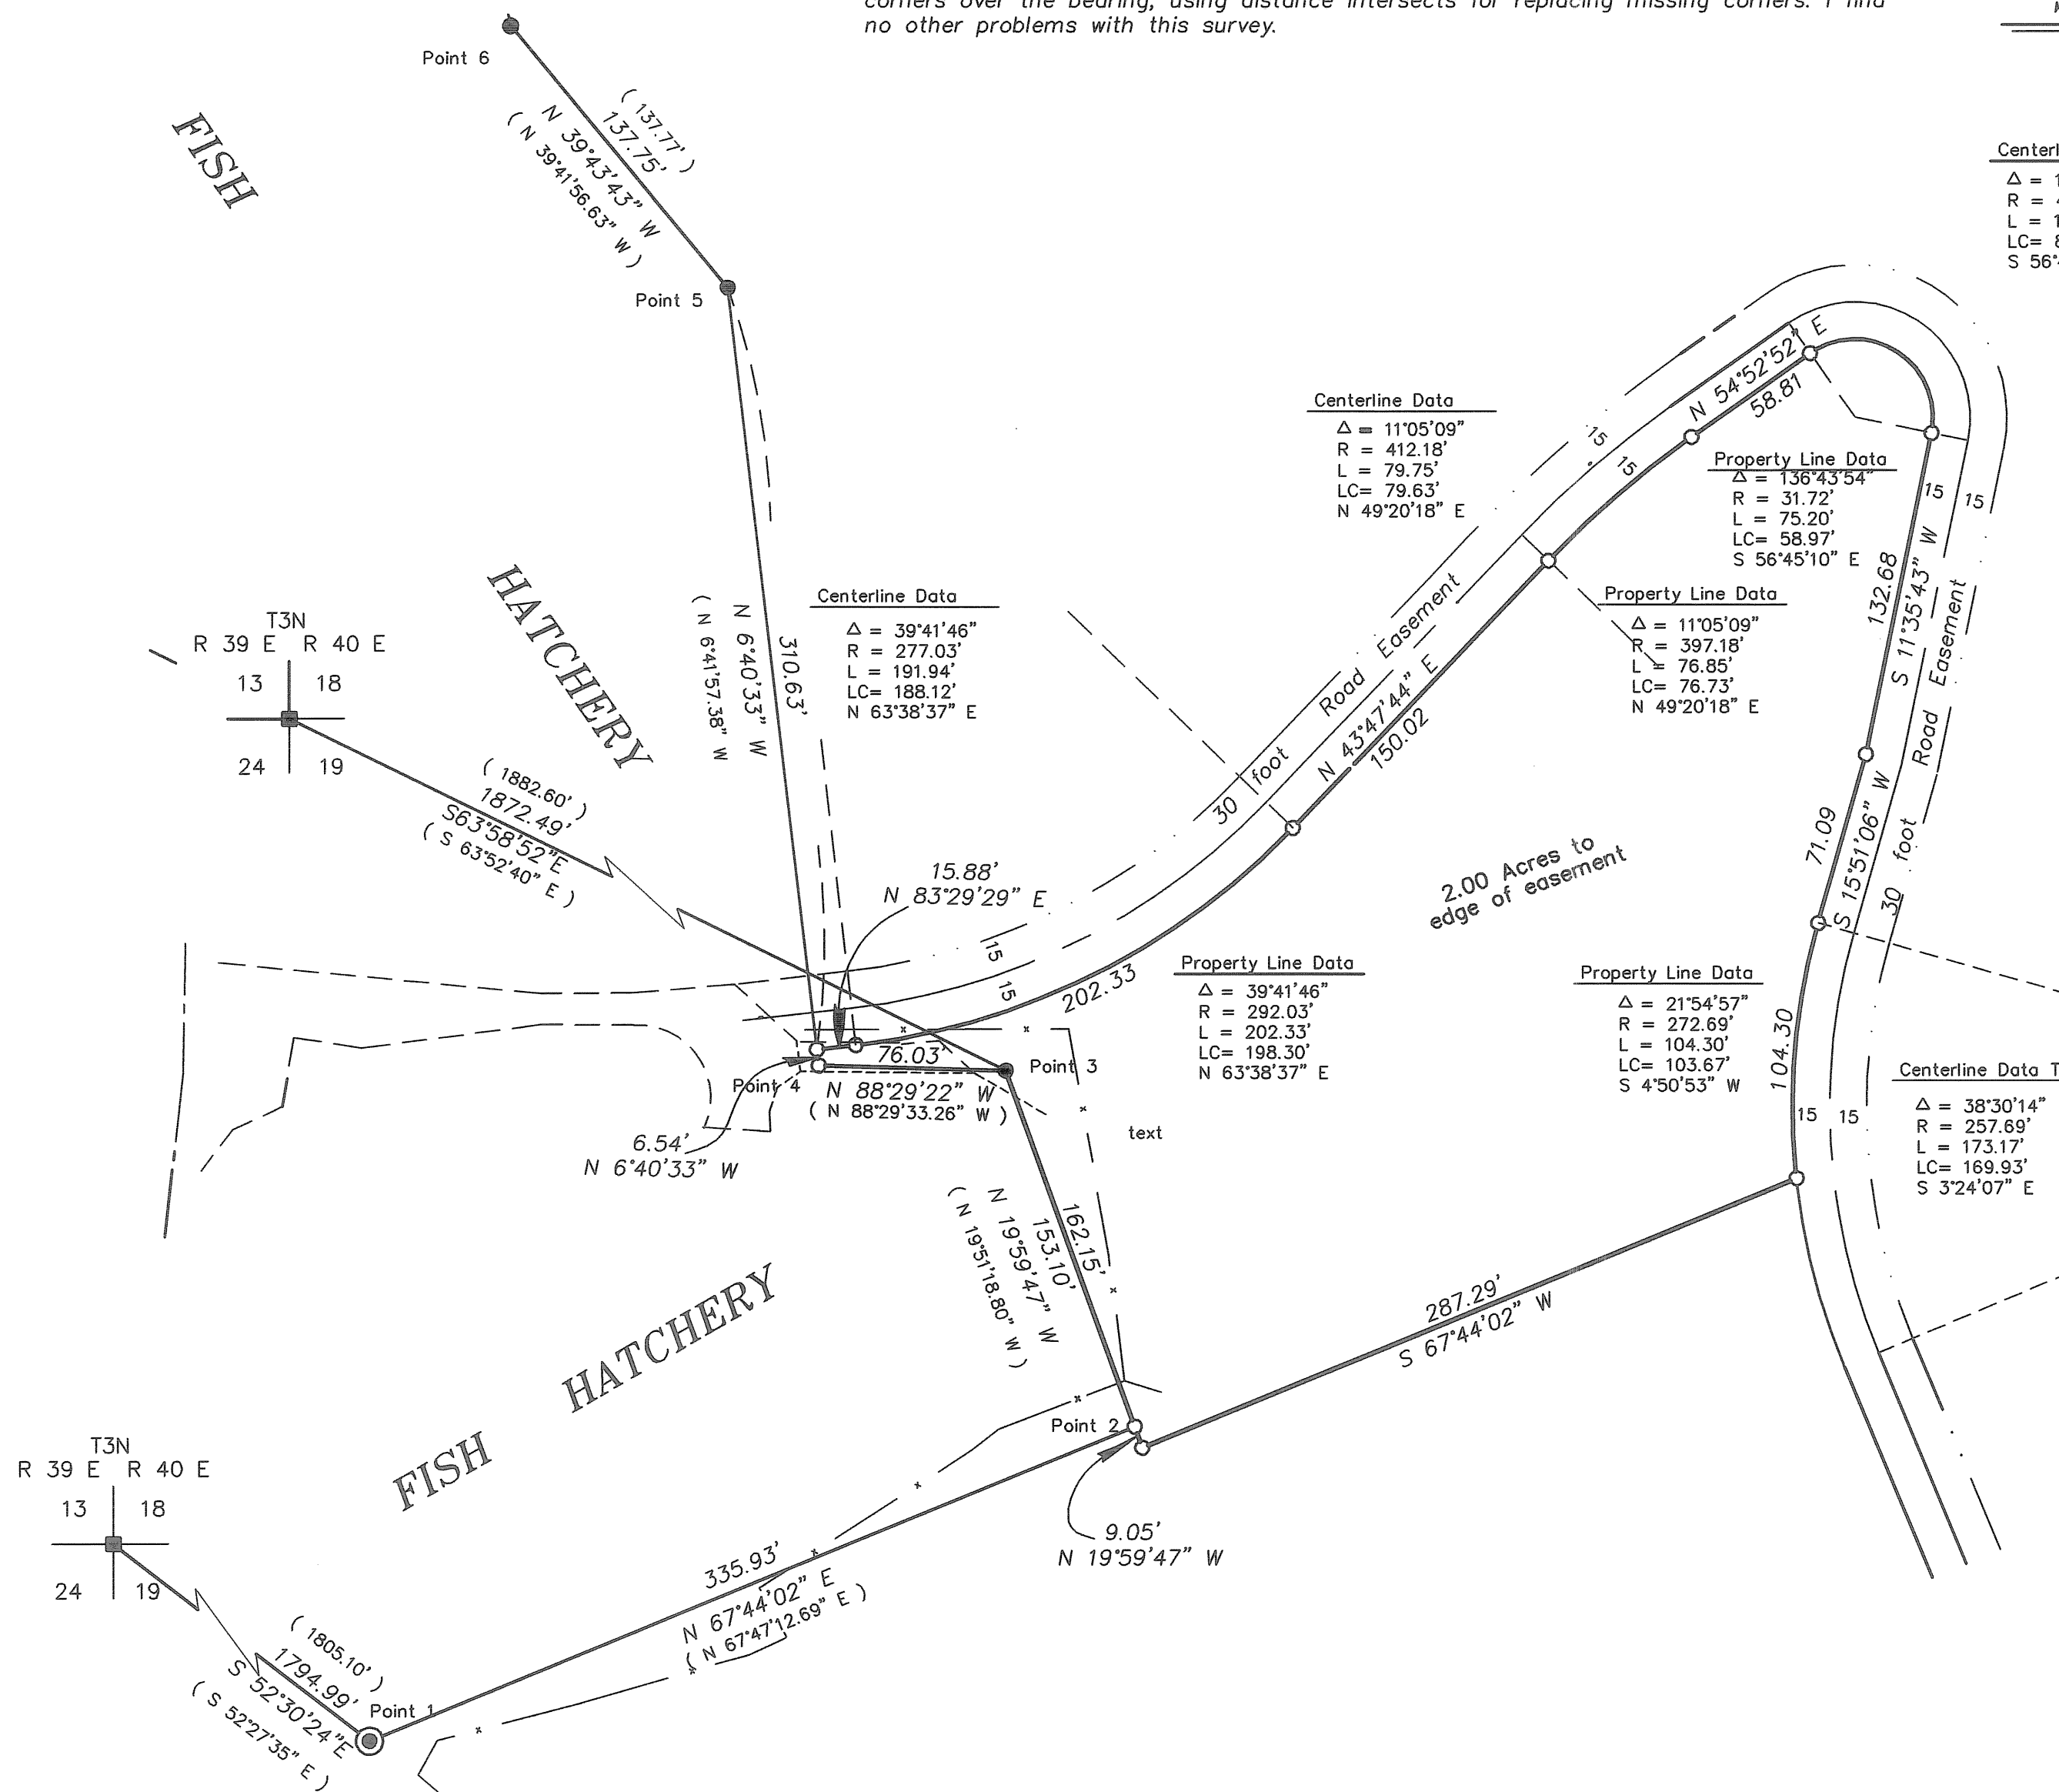 corners over the bearing, using distance intersects for replacing missing corners. I find
no other problems with this survey.
Point 6
( 137.77' )
137.75'
N 39°43'43" W
( N 39°41'56.63" W )
FISH
Point 5
HATCHERY
310.63'
N 6°40'33" W
( N 6°41'57.38" W )
Centerline Data
Δ = 39°41'46"
R = 277.03'
L = 191.94'
LC= 188.12'
N 63°38'37" E
Centerline Data
Δ = 11°05'09"
R = 412.18'
L = 79.75'
LC= 79.63'
N 49°20'18" E
N 54°52'52" E
58.81
15
15
Property Line Data
Δ = 136°43'54"
R = 31.72'
L = 75.20'
LC= 58.97'
S 56°45'10" E
Property Line Data
Δ = 11°05'09"
R = 397.18'
L = 76.85'
LC= 76.73'
N 49°20'18" E
15
15
132.68
S 11°35'43" W
30 foot Road Easement
71.09
S 15°51'06" W
30 foot Road Easement
N 43°47'44" E
150.02
T3N
R 39 E R 40 E
13 18
24 19
( 1882.60' )
1872.49'
S63°58'52"E
( S 63°52'40" E )
15.88'
N 83°29'29" E
2.00 Acres to
edge of easement
15
15
202.33
Property Line Data
Δ = 39°41'46"
R = 292.03'
L = 202.33'
LC= 198.30'
N 63°38'37" E
Property Line Data
Δ = 21°54'57"
R = 272.69'
L = 104.30'
LC= 103.67'
S 4°50'53" W
104.30
15
15
Centerline Data T
Δ = 38°30'14"
R = 257.69'
L = 173.17'
LC= 169.93'
S 3°24'07" E
Centerl
Δ = 1
R = 4
L = 1
LC= 8
S 56°
76.03'
Point 3
Point 4
N 88°29'22" W
( N 88°29'33.26" W )
6.54'
N 6°40'33" W
text
162.15'
153.10'
N 19°59'47" W
( N 19°51'18.80" W )
287.29'
S 67°44'02" W
Point 2
9.05'
N 19°59'47" W
FISH HATCHERY
335.93'
N 67°44'02" E
( N 67°47'12.69" E )
T3N
R 39 E R 40 E
13 18
24 19
( 1805.10' )
1794.99'
S 52°30'24"E
( S 52°27'35" E )
Point 1